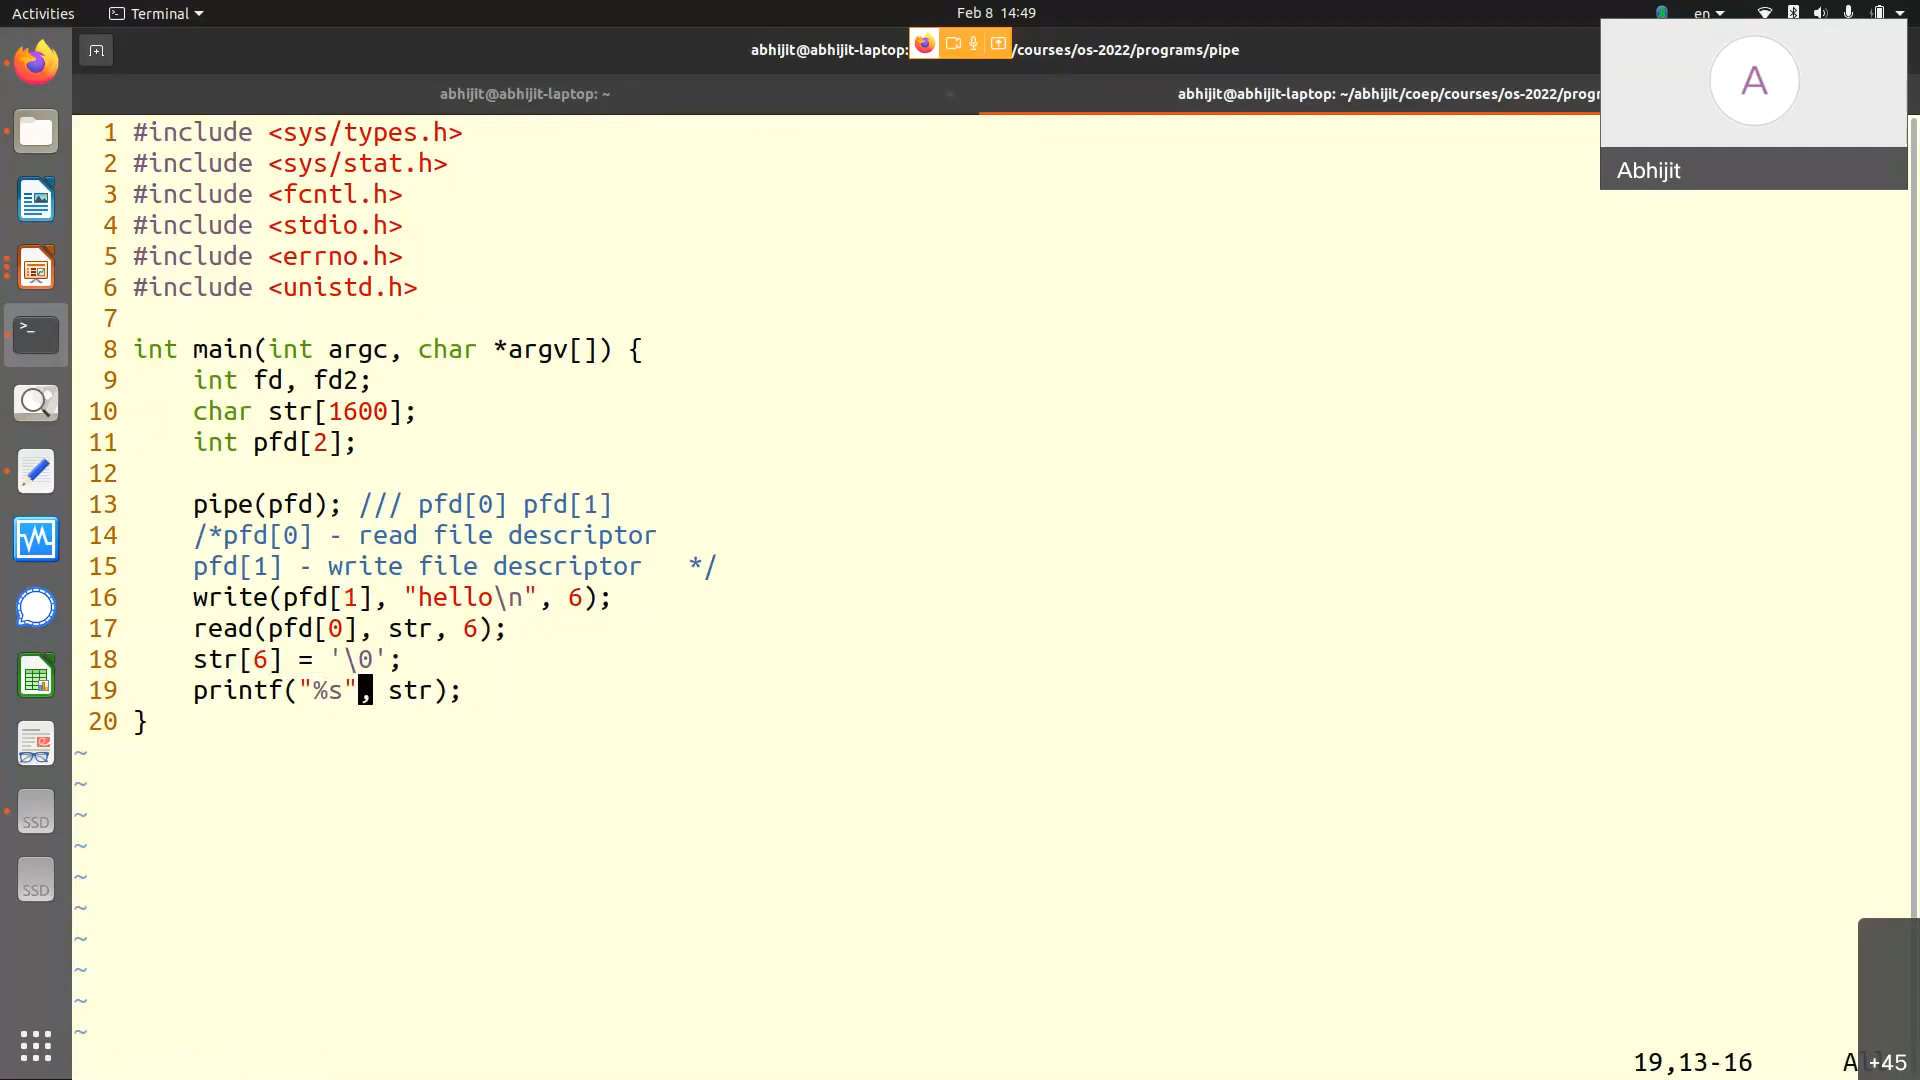 Activities Terminal Feb 8 14:49 en
abhijit@abhijit-laptop: /courses/os-2022/programs/pipe
abhijit@abhijit-laptop: ~ abhijit@abhijit-laptop: ~/abhijit/coep/courses/os-2022/progr
A
Abhijit
1 #include <sys/types.h>
2 #include <sys/stat.h>
3 #include <fcntl.h>
4 #include <stdio.h>
5 #include <errno.h>
6 #include <unistd.h>
7
8 int main(int argc, char *argv[]) {
9     int fd, fd2;
10     char str[1600];
11     int pfd[2];
12
13     pipe(pfd); /// pfd[0] pfd[1]
14     /*pfd[0] - read file descriptor
15     pfd[1] - write file descriptor   */
16     write(pfd[1], "hello\n", 6);
17     read(pfd[0], str, 6);
18     str[6] = '\0';
19     printf("%s", str);
20 }
~
~
~
~
~
~
~
~
~
~
SSD
SSD
19,13-16 A
+45